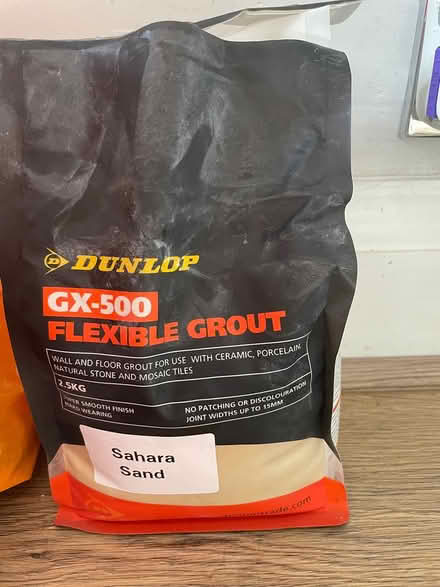 DUNLOP
GX-500
FLEXIBLE GROUT
WALL AND FLOOR GROUT FOR USE WITH CERAMIC, PORCELAIN,
NATURAL STONE AND MOSAIC TILES
2.5KG
SUPER SMOOTH FINISH
HARD WEARING
NO PATCHING OR DISCOLOURATION
JOINT WIDTHS UP TO 15MM
Sahara
Sand